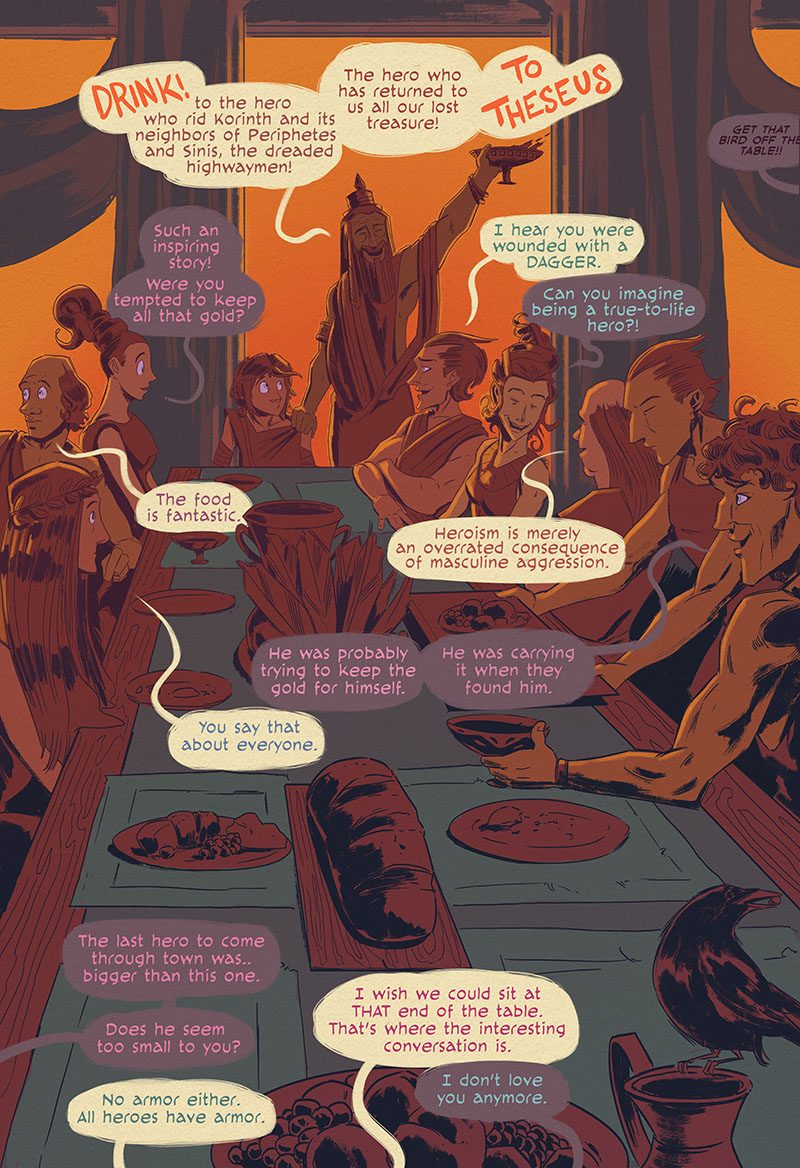 DRINK!
to the hero
who rid Korinth and its
neighbors of Periphetes
and Sinis, the dreaded
highwaymen!
The hero who
has returned to
us all our lost
treasure!
TO
THESEUS
GET THAT
BIRD OFF THE
TABLE!!
Such an
inspiring
story!
Were you
tempted to keep
all that gold?
I hear you were
wounded with a
DAGGER.
Can you imagine
being a true-to-life
hero?!
The food
is fantastic.
Heroism is merely
an overrated consequence
of masculine aggression.
He was probably
trying to keep the
gold for himself.
He was carrying
it when they
found him.
You say that
about everyone.
The last hero to come
through town was..
bigger than this one.
Does he seem
too small to you?
I wish we could sit at
THAT end of the table.
That's where the interesting
conversation is.
I don't love
you anymore.
No armor either.
All heroes have armor.